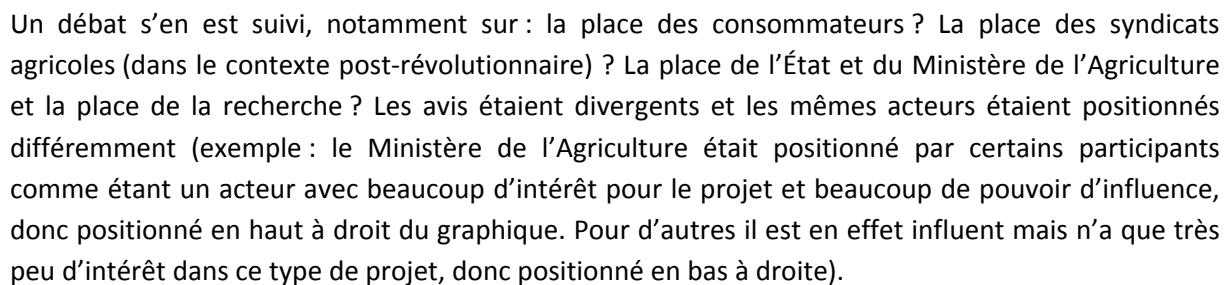 Un débat s’en est suivi, notamment sur : la place des consommateurs ? La place des syndicats
agricoles (dans le contexte post-révolutionnaire) ? La place de l’État et du Ministère de l’Agriculture
et la place de la recherche ? Les avis étaient divergents et les mêmes acteurs étaient positionnés
différemment (exemple : le Ministère de l’Agriculture était positionné par certains participants
comme étant un acteur avec beaucoup d’intérêt pour le projet et beaucoup de pouvoir d’influence,
donc positionné en haut à droit du graphique. Pour d’autres il est en effet influent mais n’a que très
peu d’intérêt dans ce type de projet, donc positionné en bas à droite).